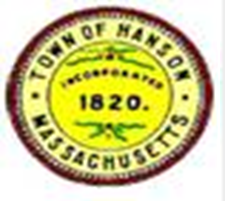 TOWN OF HANSON
INCORPORATED
1820.
MASSACHUSETTS